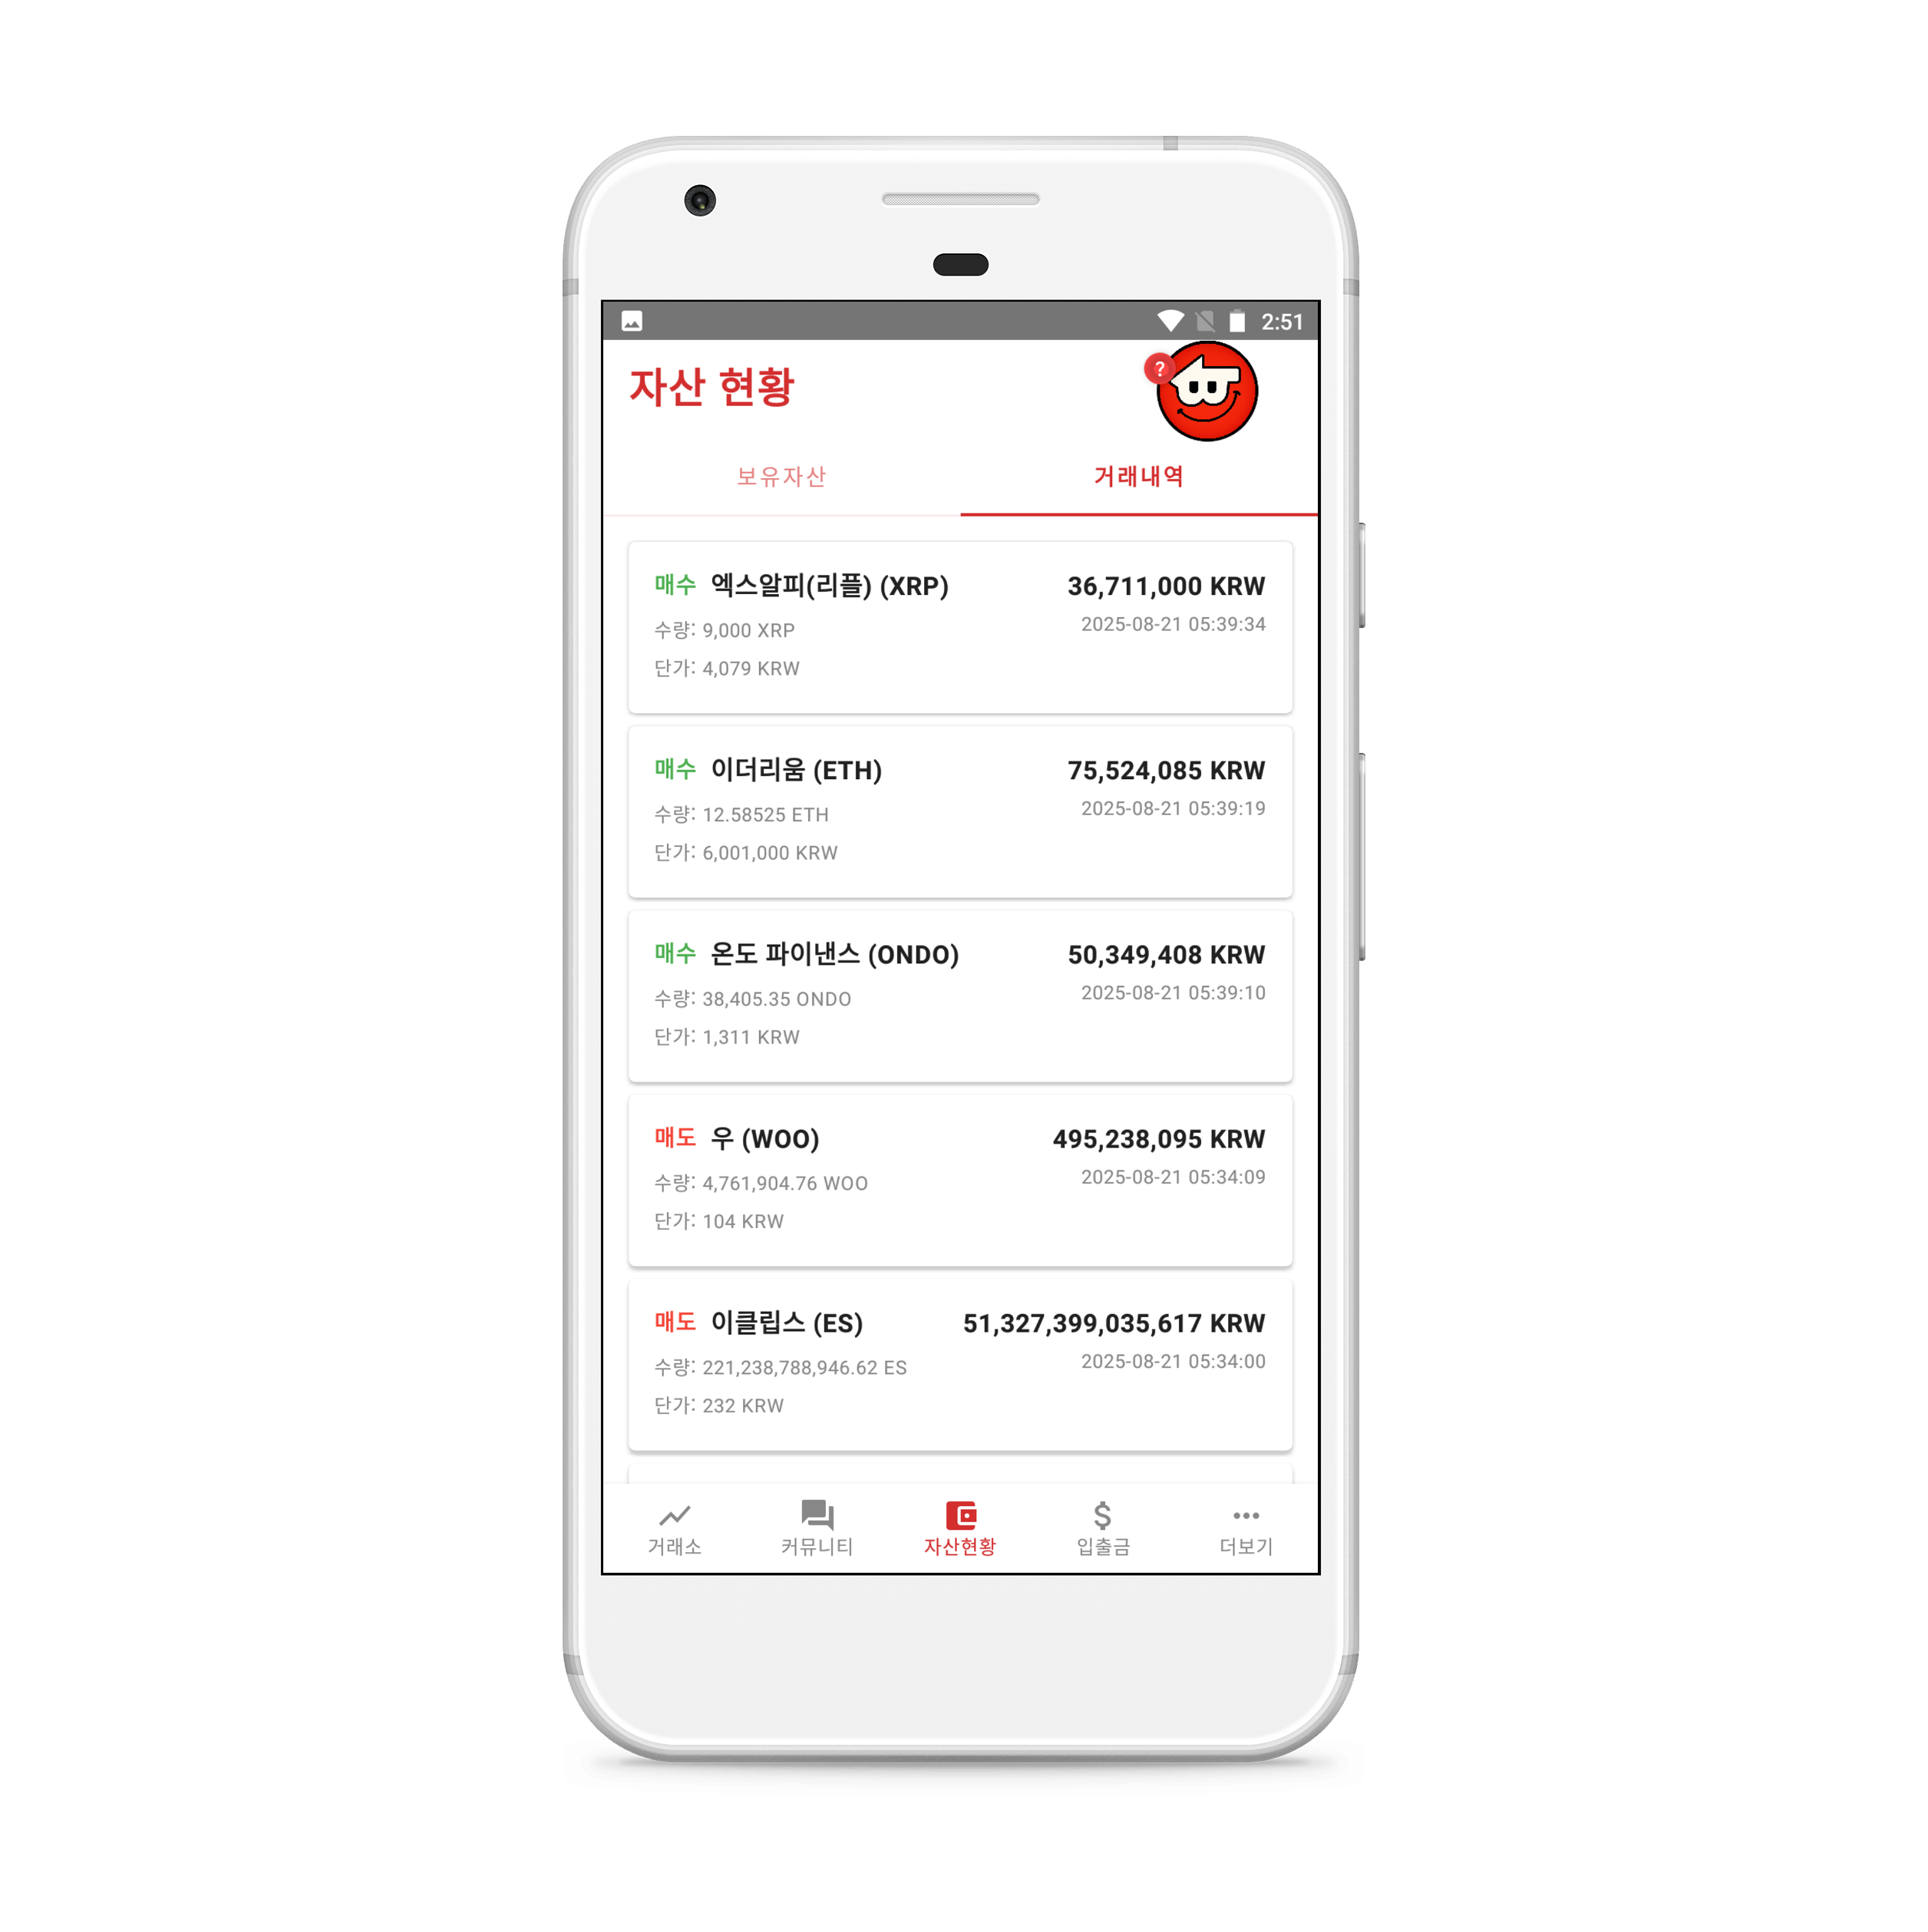 2:51
자산 현황
?
보유자산 거래내역
매수 엑스알피(리플) (XRP) 36,711,000 KRW
수량: 9,000 XRP 2025-08-21 05:39:34
단가: 4,079 KRW
매수 이더리움 (ETH) 75,524,085 KRW
수량: 12.58525 ETH 2025-08-21 05:39:19
단가: 6,001,000 KRW
매수 온도 파이낸스 (ONDO) 50,349,408 KRW
수량: 38,405.35 ONDO 2025-08-21 05:39:10
단가: 1,311 KRW
매도 우 (WOO) 495,238,095 KRW
수량: 4,761,904.76 WOO 2025-08-21 05:34:09
단가: 104 KRW
매도 이클립스 (ES) 51,327,399,035,617 KRW
수량: 221,238,788,946.62 ES 2025-08-21 05:34:00
단가: 232 KRW
거래소 커뮤니티 자산현황 입출금 더보기